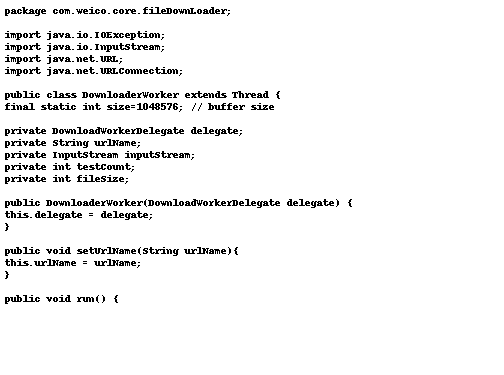 package com.weico.core.fileDownLoader;
import java.io.IOException;
import java.io.InputStream;
import java.net.URL;
import java.net.URLConnection;
public class DownloaderWorker extends Thread {
final static int size=1048576; // buffer size
private DownloadWorkerDelegate delegate;
private String urlName;
private InputStream inputstream;
private int testCount;
private int fileSize;
public DownloaderWorker(DownloadWorkerDelegate delegate) {
this.delegate = delegate;
}
public void setUrlName(String urlName){
this.urlName = urlName;
}
public void run() {